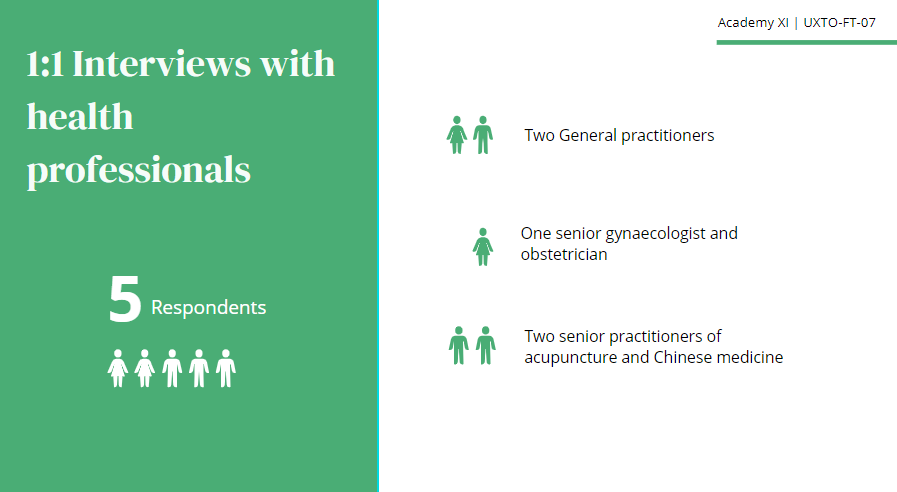 Academy XI | UXTO-FT-07
1:1 Interviews with
health
professionals
5 Respondents
Two General practitioners
One senior gynaecologist and
obstetrician
Two senior practitioners of
acupuncture and Chinese medicine